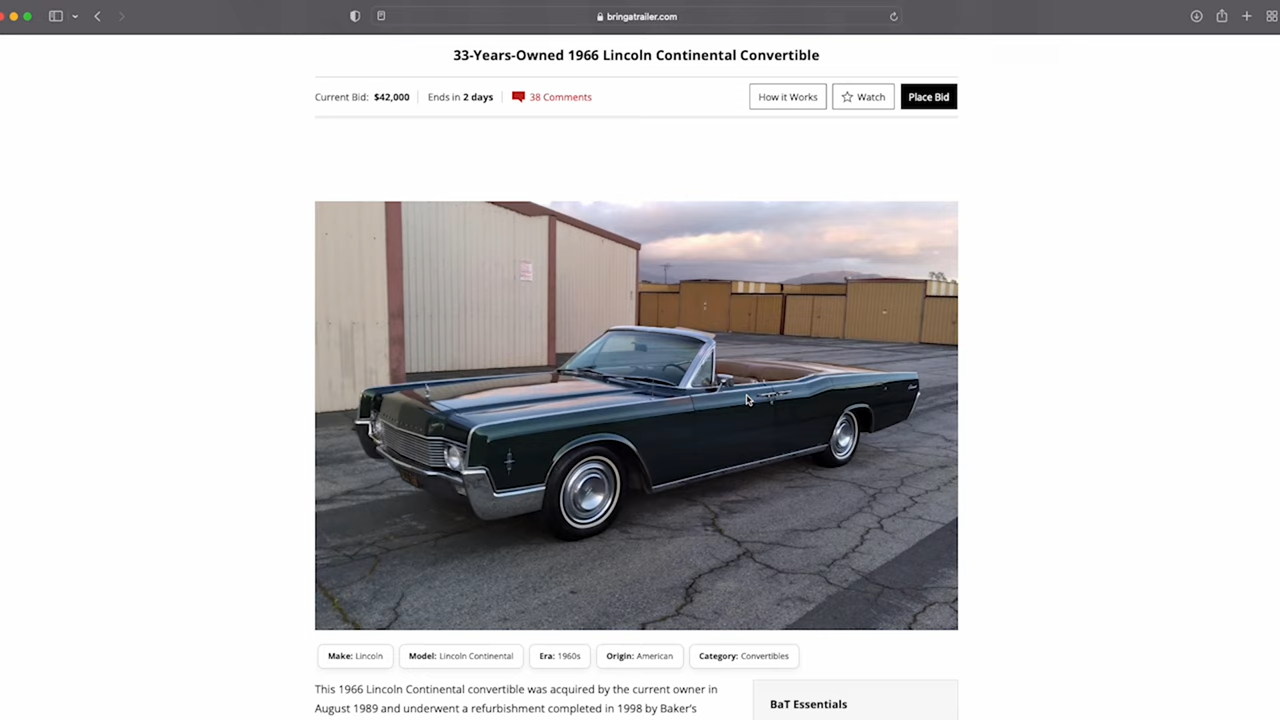 bringatrailer.com
33-Years-Owned 1966 Lincoln Continental Convertible
Current Bid: $42,000 Ends in 2 days 38 Comments How it Works Watch Place Bid
Make: Lincoln Model: Lincoln Continental Era: 1960s Origin: American Category: Convertibles
This 1966 Lincoln Continental convertible was acquired by the current owner in
August 1989 and underwent a refurbishment completed in 1998 by Baker's
BaT Essentials